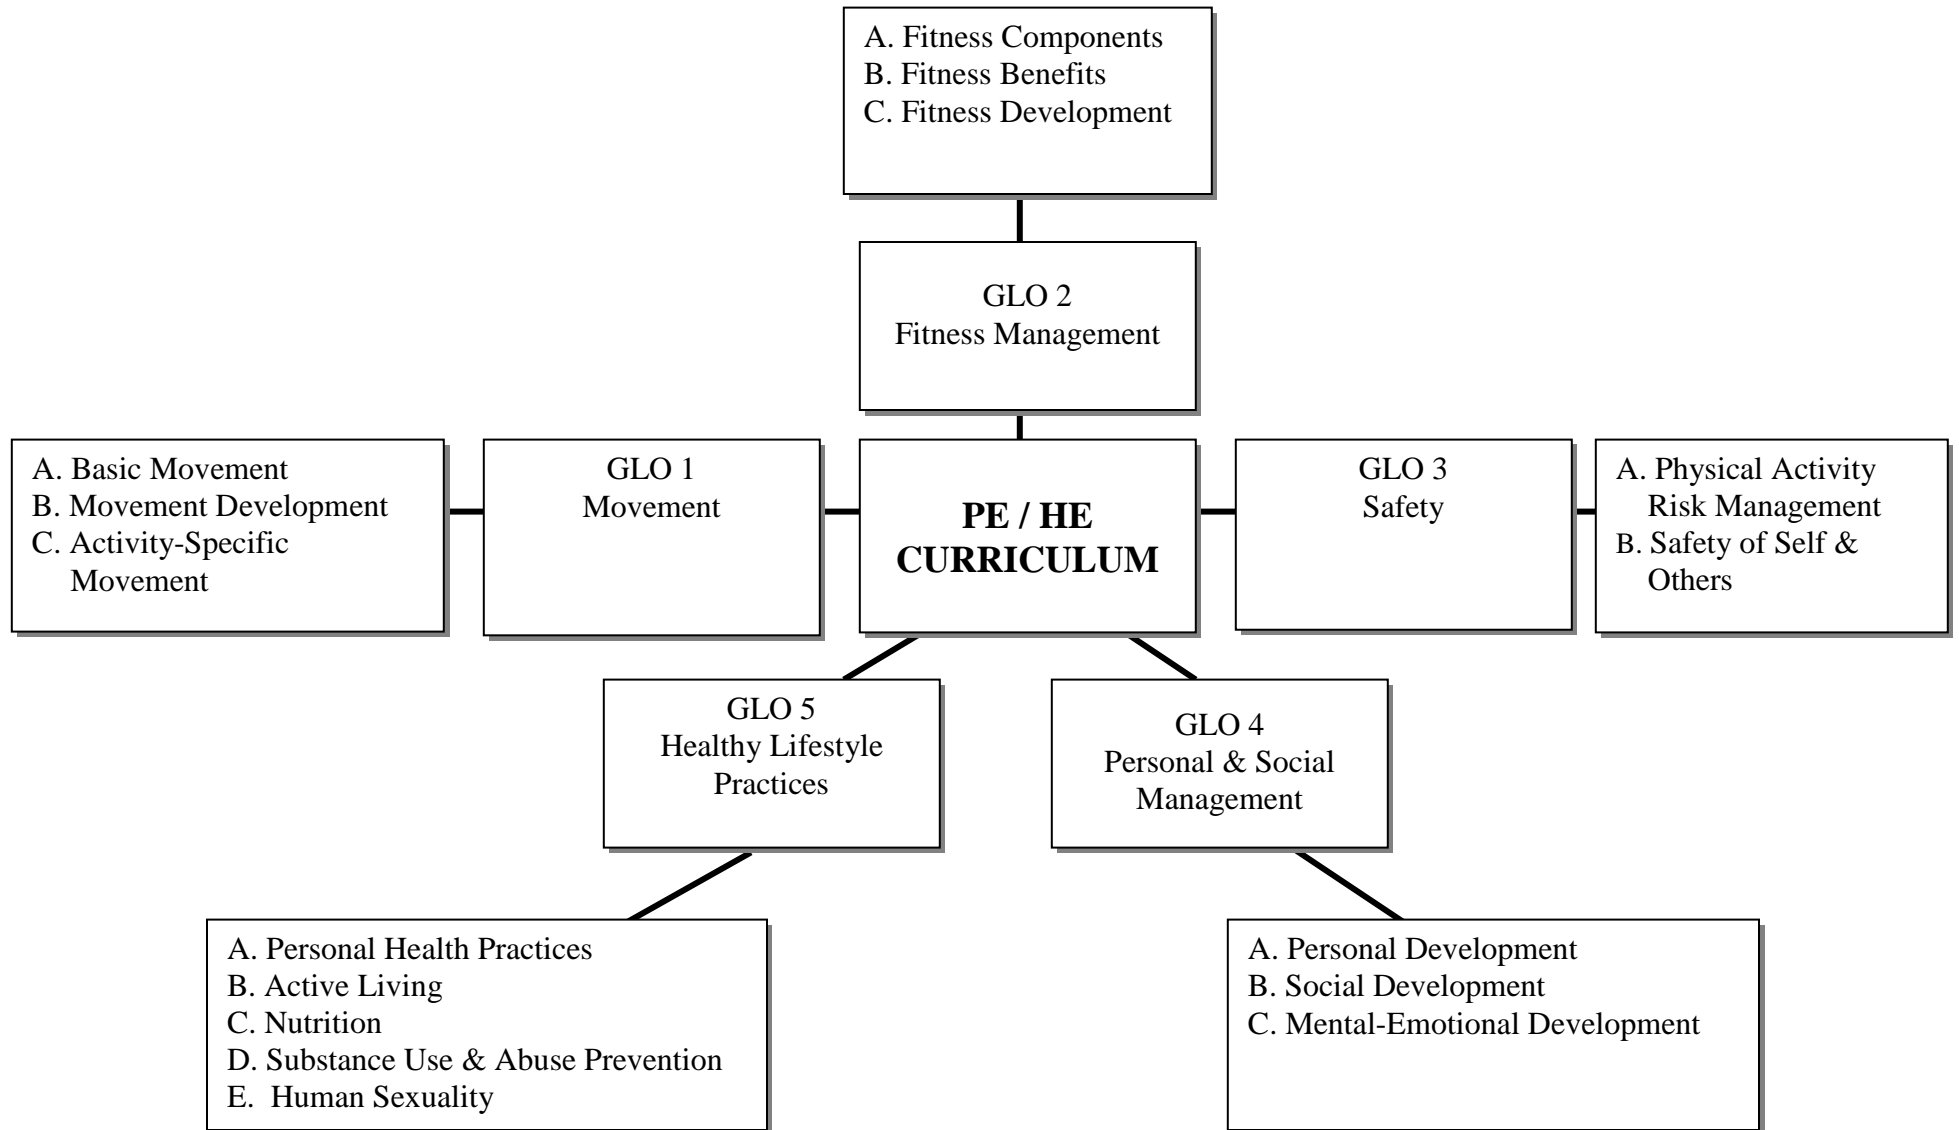 A. Fitness Components
B. Fitness Benefits
C. Fitness Development
GLO 2
Fitness Management
A. Basic Movement
B. Movement Development
C. Activity-Specific
Movement
GLO 1
Movement
PE / HE
CURRICULUM
GLO 3
Safety
A. Physical Activity
Risk Management
B. Safety of Self &
Others
GLO 5
Healthy Lifestyle
Practices
GLO 4
Personal & Social
Management
A. Personal Health Practices
B. Active Living
C. Nutrition
D. Substance Use & Abuse Prevention
E. Human Sexuality
A. Personal Development
B. Social Development
C. Mental-Emotional Development